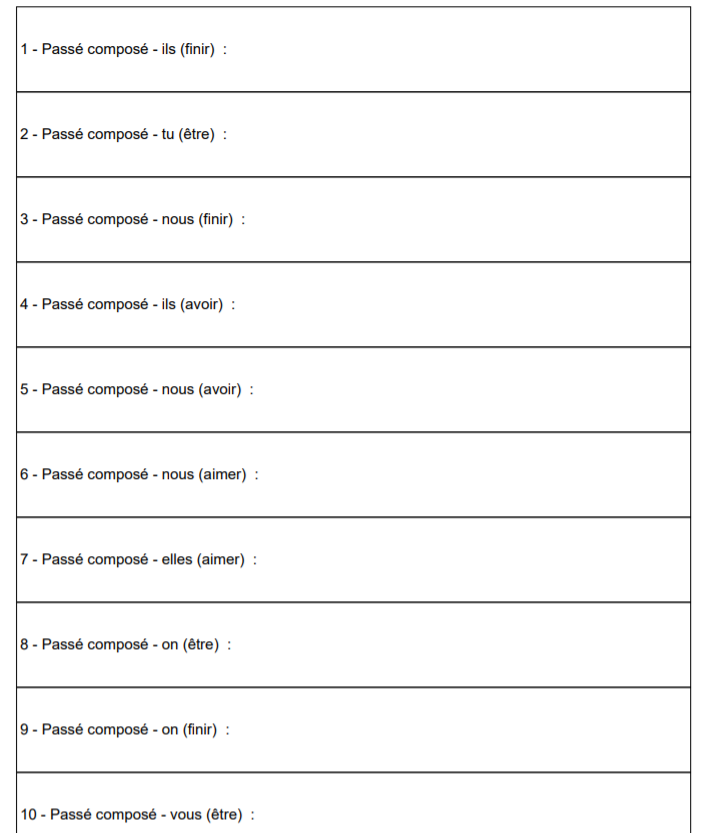 1 - Passé composé - ils (finir)  :
2 - Passé composé - tu (être)  :
3 - Passé composé - nous (finir)  :
4 - Passé composé - ils (avoir)  :
5 - Passé composé - nous (avoir)  :
6 - Passé composé - nous (aimer)  :
7 - Passé composé - elles (aimer)  :
8 - Passé composé - on (être)  :
9 - Passé composé - on (finir)  :
10 - Passé composé - vous (être)  :